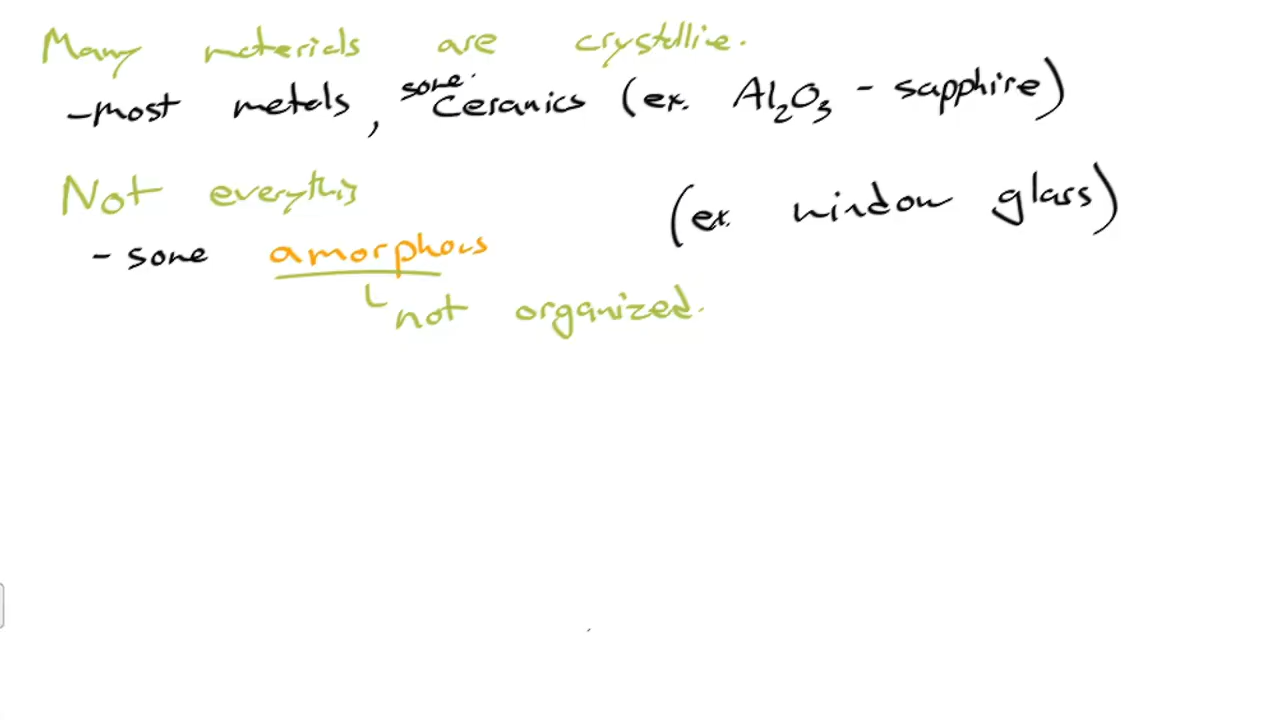 Many materials are crystalline.
- most metals, some ceramics (ex. Al₂O₃ - sapphire)
Not everything
- some amorphous (ex. window glass)
not organized.